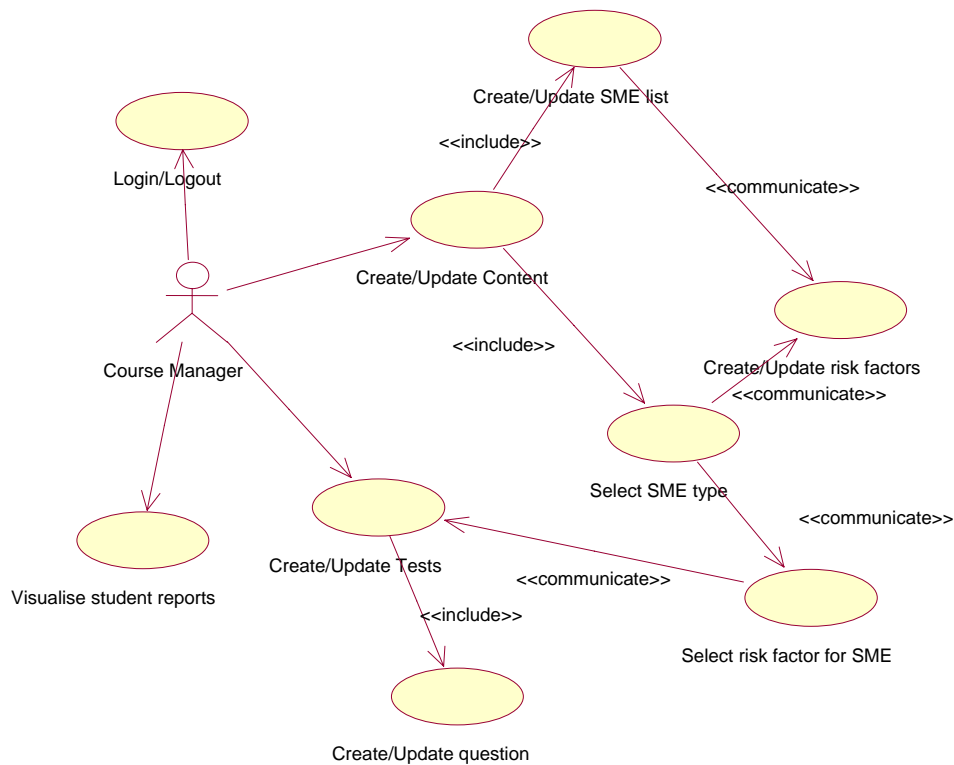 Create/Update SME list
<<include>>
Login/Logout
<<communicate>>
Create/Update Content
<<include>>
Course Manager
Create/Update risk factors
<<communicate>>
Select SME type
<<communicate>>
Create/Update Tests
<<communicate>>
Visualise student reports
<<include>>
Select risk factor for SME
Create/Update question